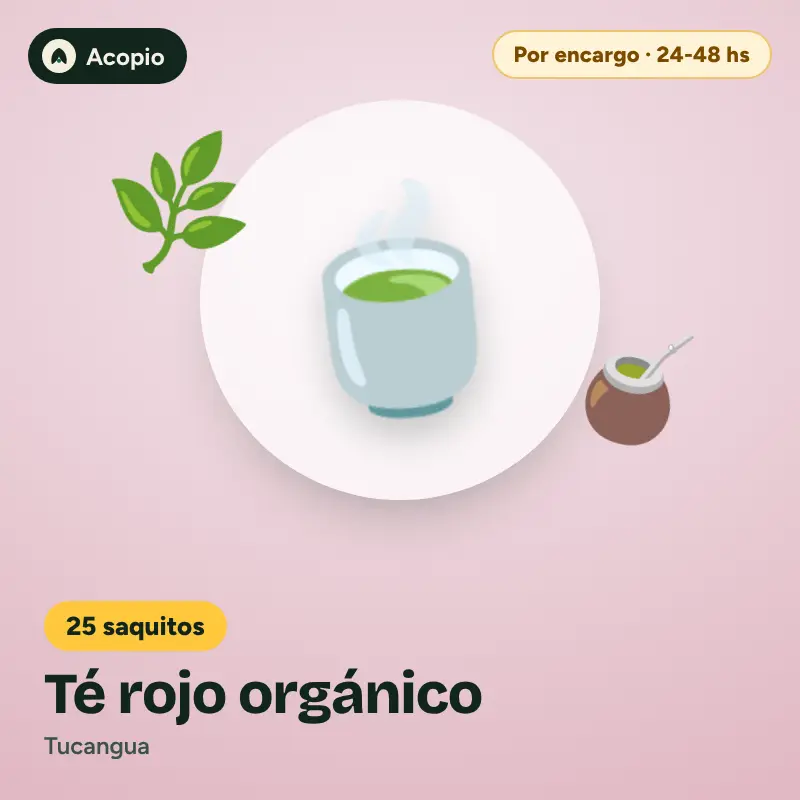 Acopio
Por encargo · 24-48 hs
25 saquitos
Té rojo orgánico
Tucangua